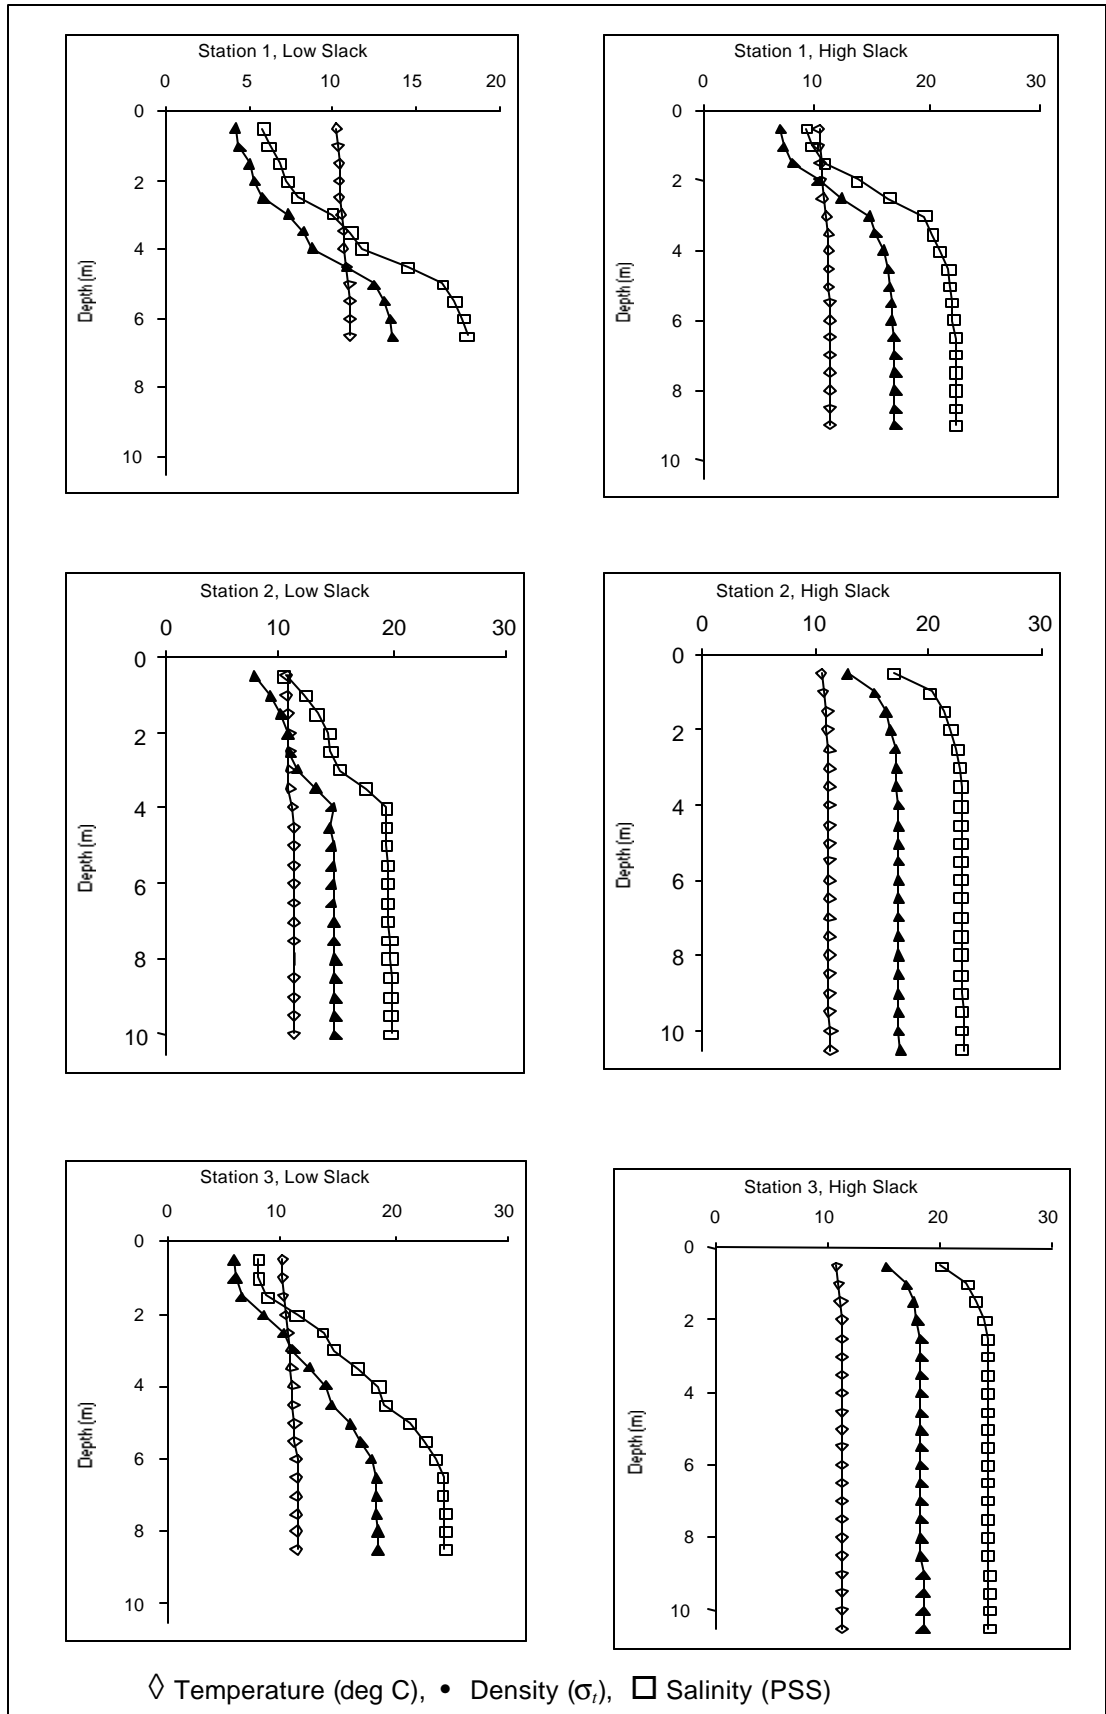 Station 1, Low Slack
0 5 10 15 20
0
2
4
6
8
10
Depth (m)
Station 1, High Slack
0 10 20 30
0
2
4
6
8
10
Depth (m)
Station 2, Low Slack
0 10 20 30
0
2
4
6
8
10
Depth (m)
Station 2, High Slack
0 10 20 30
0
2
4
6
8
10
Depth (m)
Station 3, Low Slack
0 10 20 30
0
2
4
6
8
10
Depth (m)
Station 3, High Slack
0 10 20 30
0
2
4
6
8
10
Depth (m)
◊ Temperature (deg C), • Density (σt), □ Salinity (PSS)